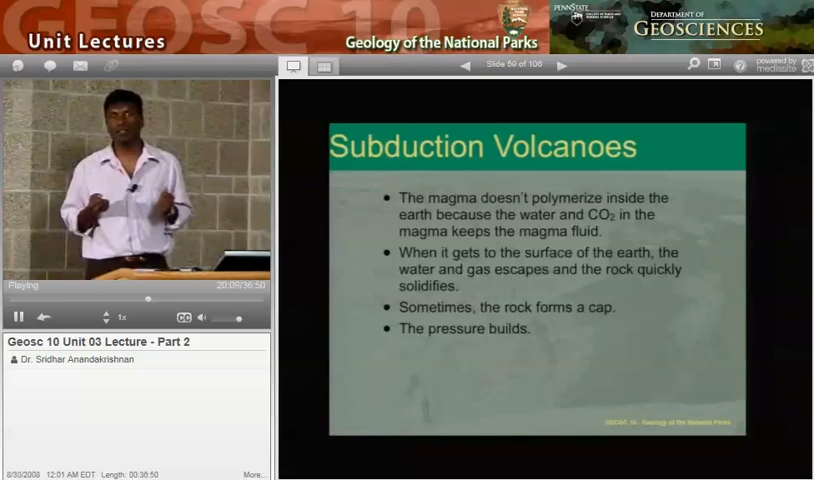 GEOSC 10
Unit Lectures
Geology of the National Parks
PENNSTATE
DEPARTMENT OF
GEOSCIENCES
Slide 59 of 106
powered by
mediasite
Subduction Volcanoes
• The magma doesn't polymerize inside the
earth because the water and CO₂ in the
magma keeps the magma fluid.
• When it gets to the surface of the earth, the
water and gas escapes and the rock quickly
solidifies.
• Sometimes, the rock forms a cap.
• The pressure builds.
GEOSC 10 - Geology of the National Parks
Playing
20:09/36:50
1x
CC
Geosc 10 Unit 03 Lecture - Part 2
Dr. Sridhar Anandakrishnan
8/30/2008 12:01 AM EDT Length: 00:36:50
More...